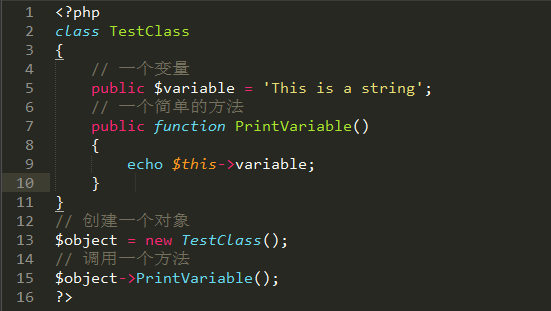 1 <?php
2 class TestClass
3 {
4 // 一个变量
5 public $variable = 'This is a string';
6 // 一个简单的方法
7 public function PrintVariable()
8 {
9 echo $this->variable;
10 }
11 }
12 // 创建一个对象
13 $object = new TestClass();
14 // 调用一个方法
15 $object->PrintVariable();
16 ?>